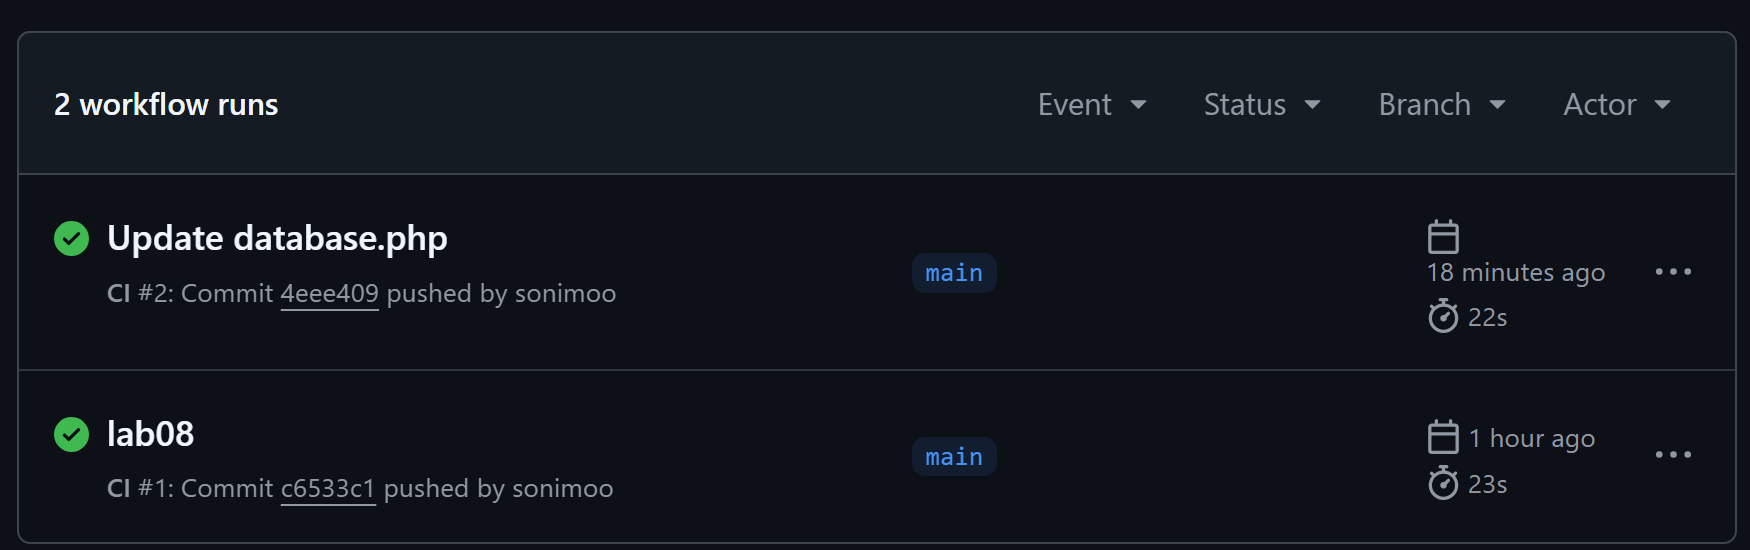 2 workflow runs
Event
Status
Branch
Actor
Update database.php
CI #2: Commit 4eee409 pushed by sonimoo
main
18 minutes ago
22s
lab08
CI #1: Commit c6533c1 pushed by sonimoo
main
1 hour ago
23s